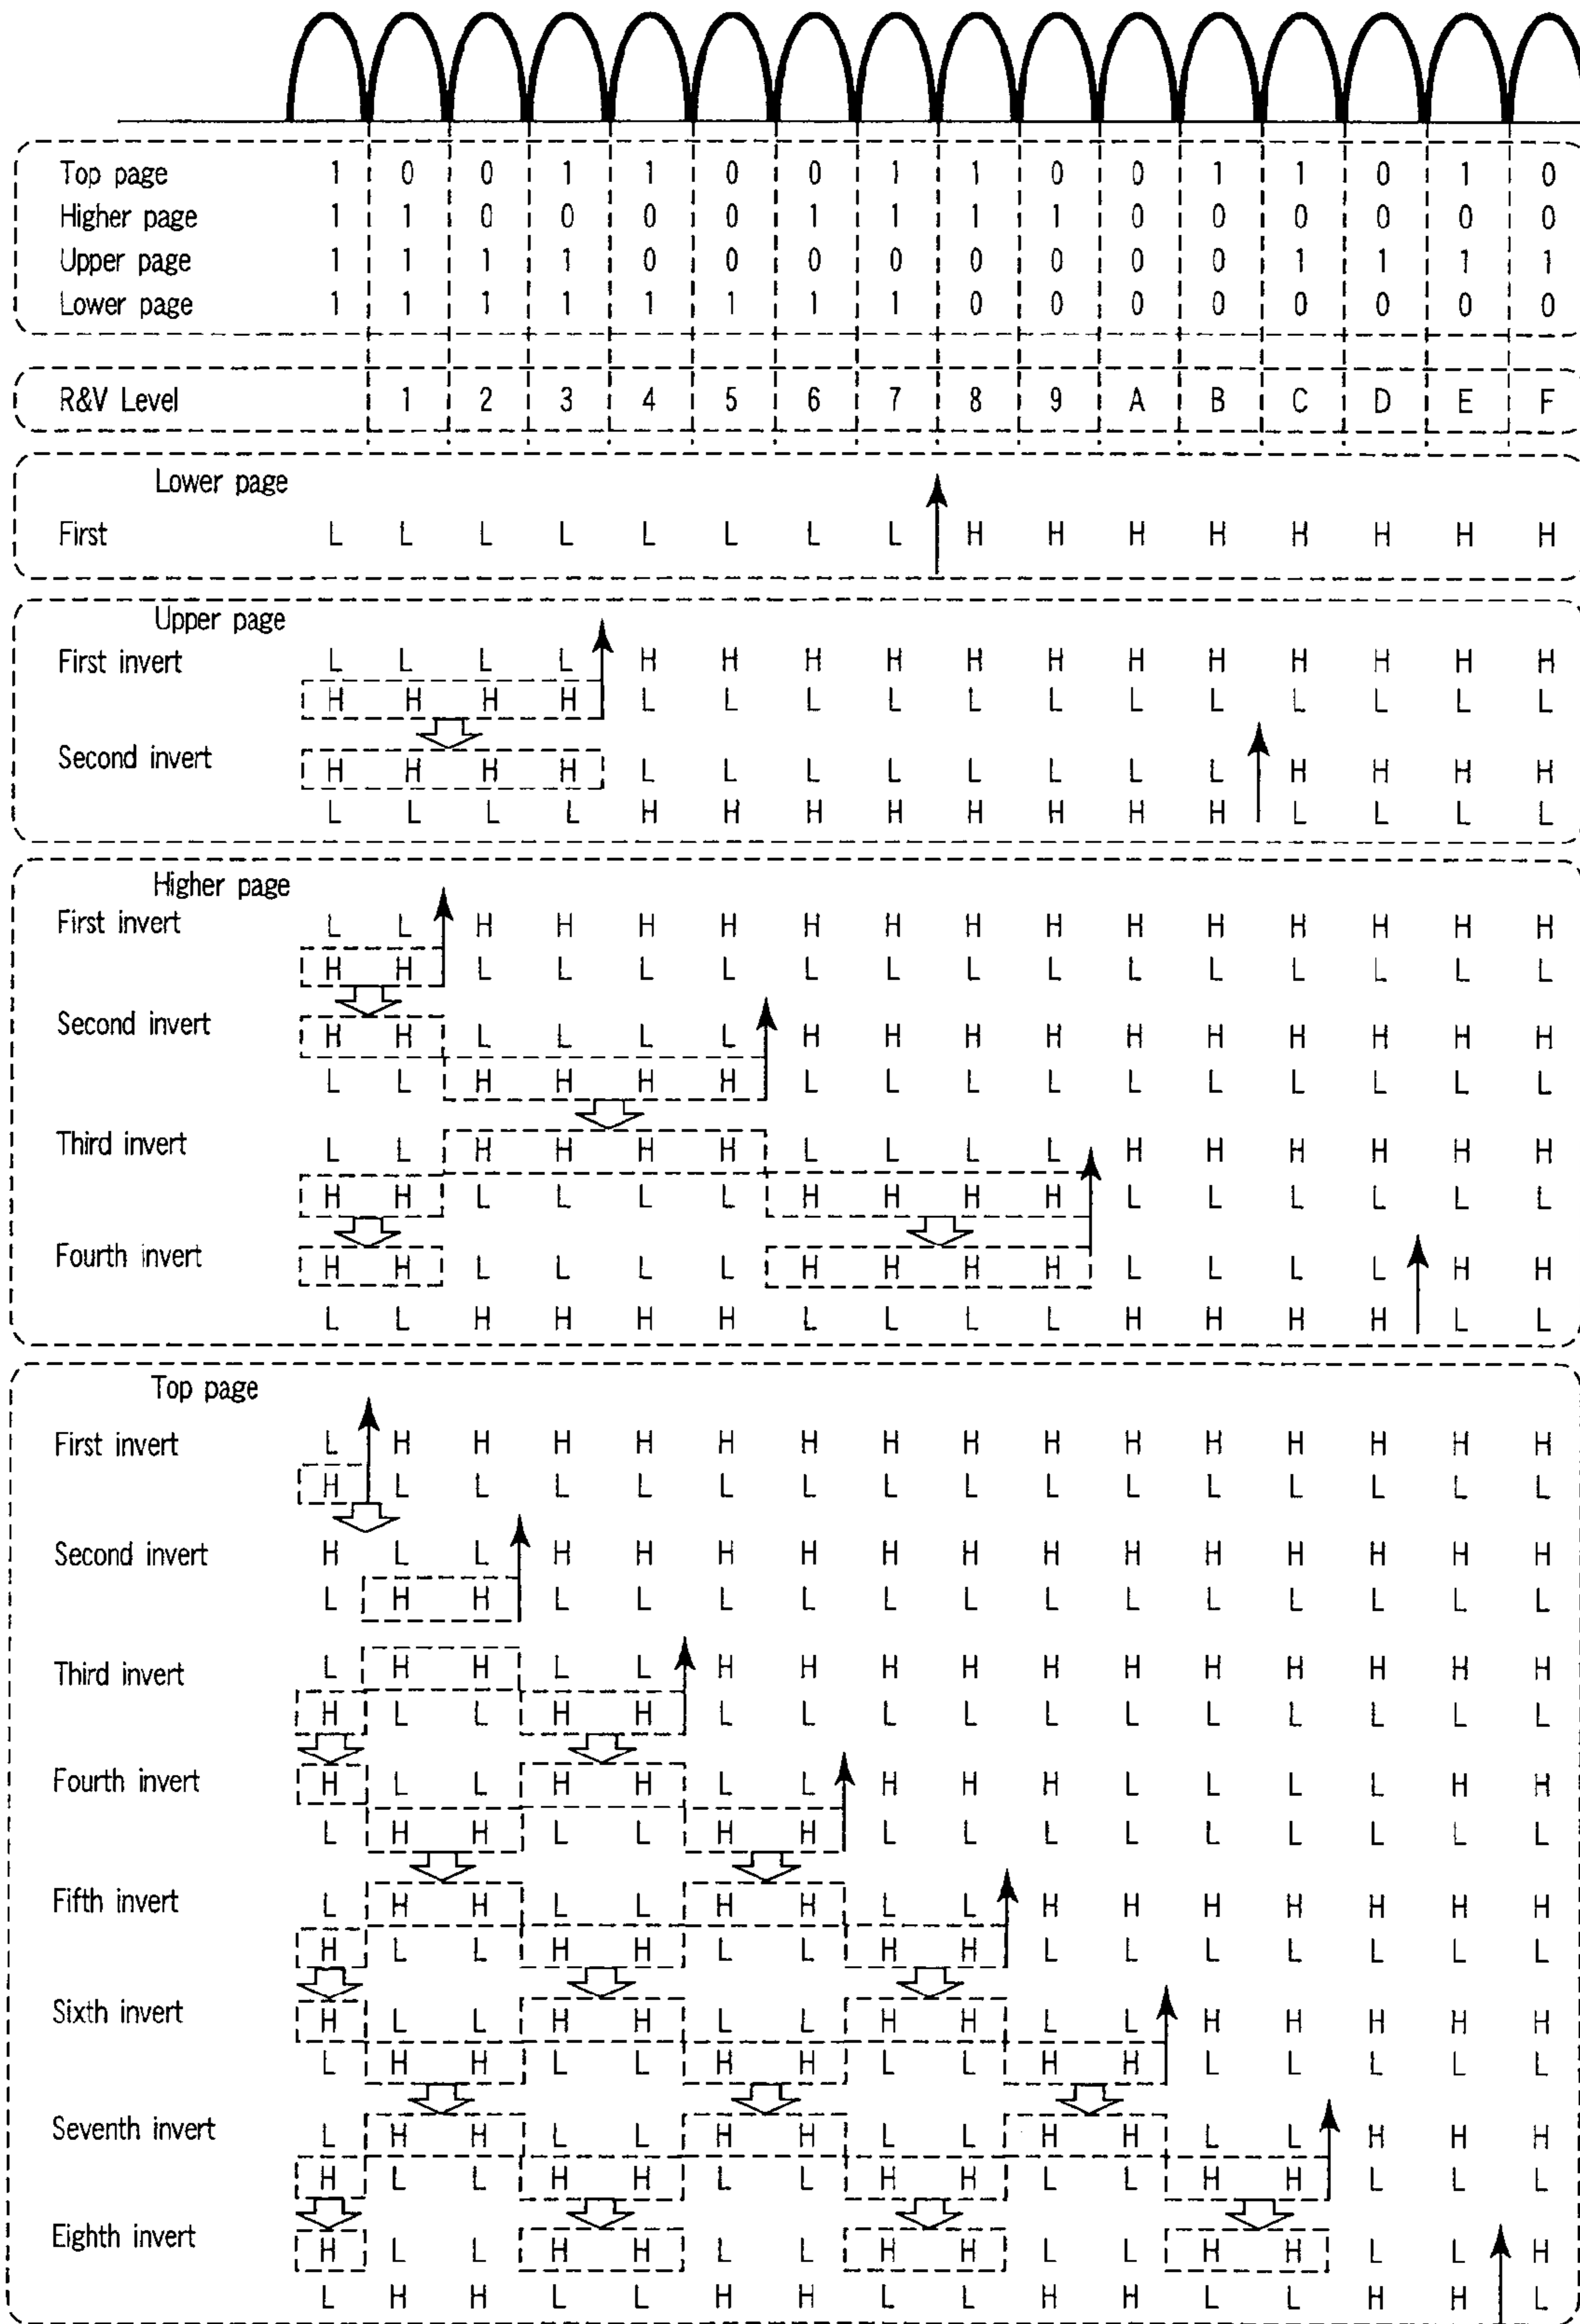 Top page 1 0 0 1 1 0 0 1 1 0 0 1 1 0 1 0
Higher page 1 1 0 0 0 0 1 1 1 1 0 0 0 0 0 0
Upper page 1 1 1 1 0 0 0 0 0 0 0 0 1 1 1 1
Lower page 1 1 1 1 1 1 1 1 0 0 0 0 0 0 0 0
R&V Level 1 2 3 4 5 6 7 8 9 A B C D E F
Lower page
First L L L L L L L L H H H H H H H H
Upper page
First invert L L L L H H H H H H H H H H H H
H H H H L L L L L L L L L L L L
Second invert H H H H L L L L L L L L H H H H
L L L L H H H H H H H H L L L L
Higher page
First invert L L H H H H H H H H H H H H H H
H H L L L L L L L L L L L L L L
Second invert H H L L L L H H H H H H H H H H
L L H H H H L L L L L L L L L L
Third invert L L H H H H L L L L H H H H H H
H H L L L L H H H H L L L L L L
Fourth invert H H L L L L H H H H L L L L H H
L L H H H H L L L L H H H H L L
Top page
First invert L H H H H H H H H H H H H H H H
H L L L L L L L L L L L L L L L
Second invert H L L H H H H H H H H H H H H H
L H H L L L L L L L L L L L L L
Third invert L H H L L H H H H H H H H H H H
H L L H H L L L L L L L L L L L
Fourth invert H L L H H L L H H H L L L L H H
L H H L L H H L L L L L L L L L
Fifth invert L H H L L H H L L H H H H H H H
H L L H H L L H H L L L L L L L
Sixth invert H L L H H L L H H L L H H H H H
L H H L L H H L L H H L L L L L
Seventh invert L H H L L H H L L H H L L H H H
H L L H H L L H H L L H H L L L
Eighth invert H L L H H L L H H L L H H L L H
L H H L L H H L L H H L L H H L